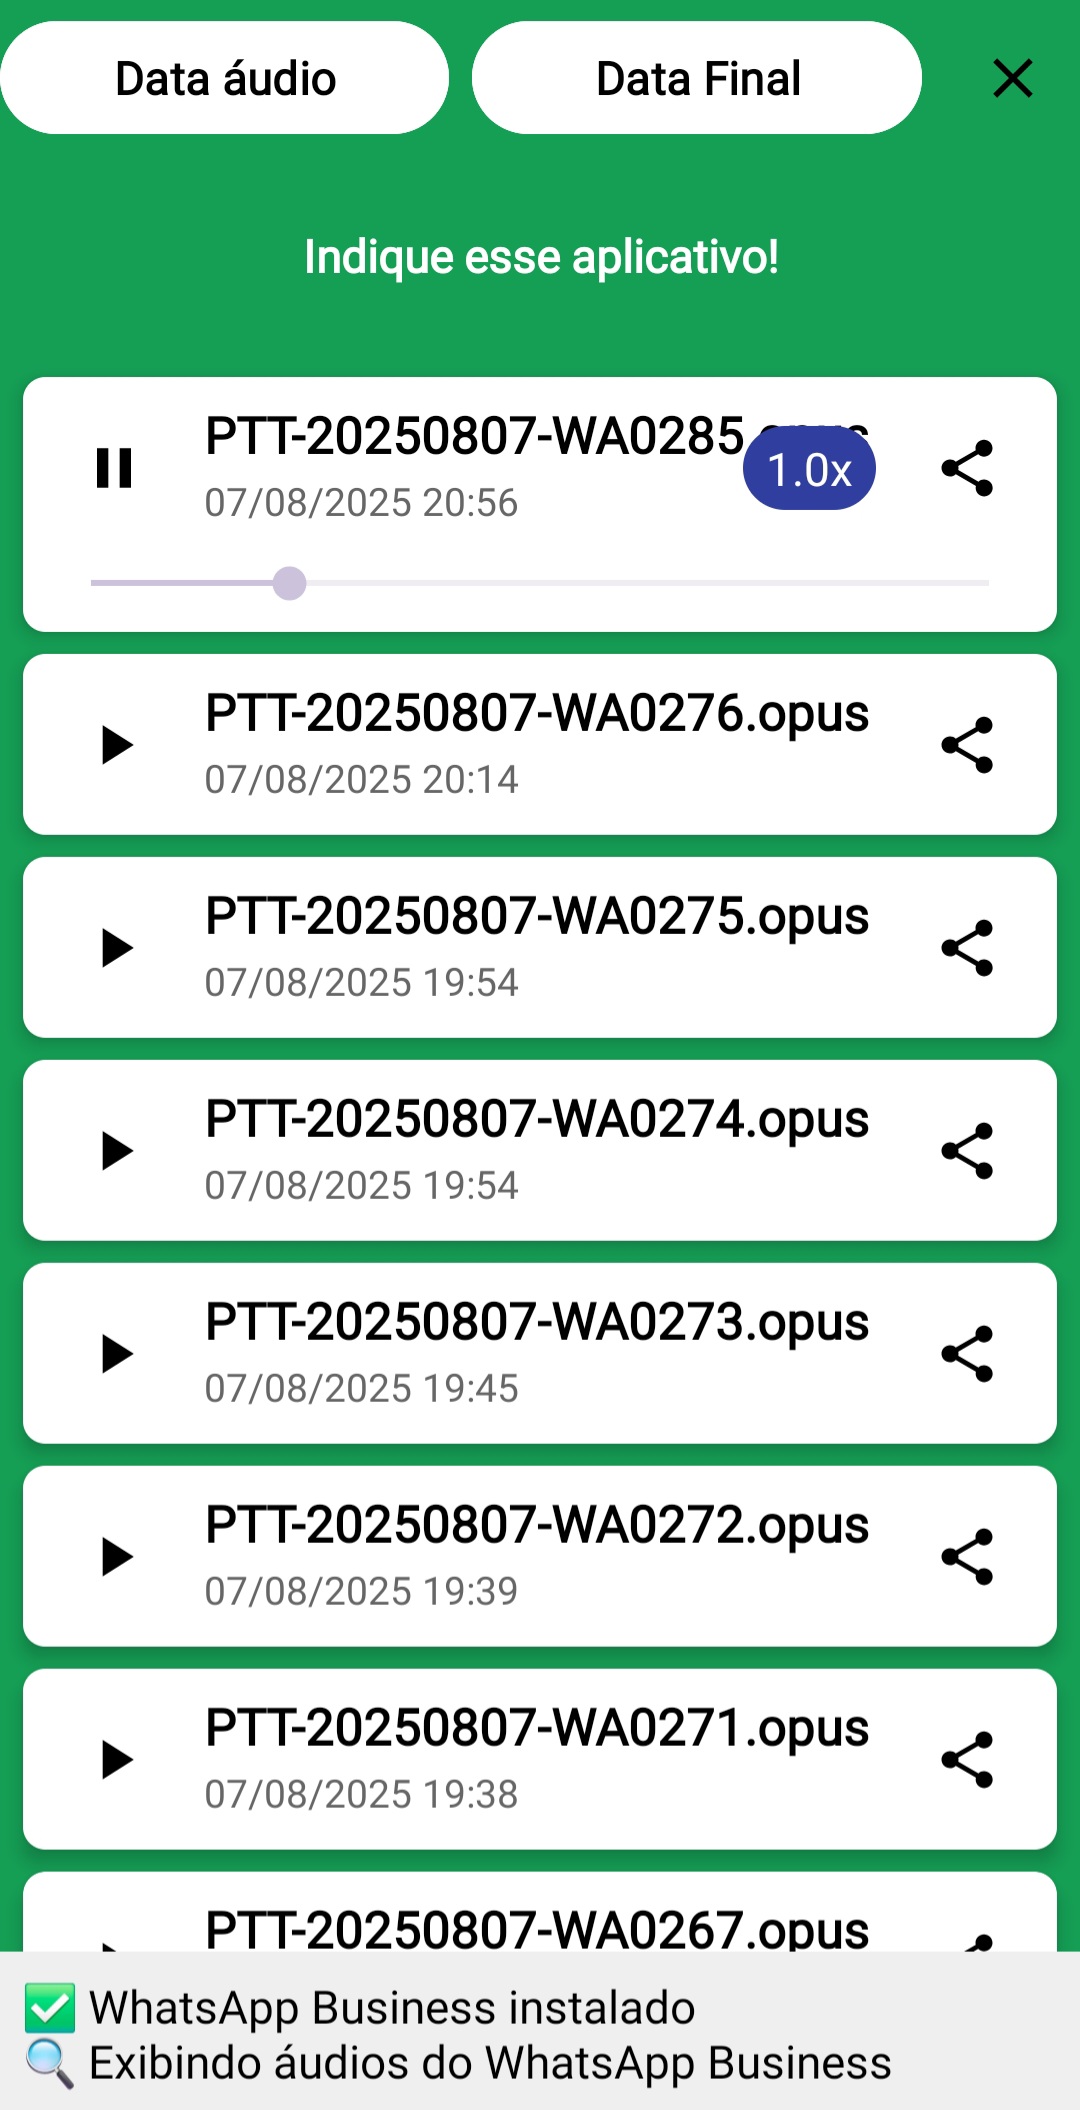 Data áudio
Data Final
Indique esse aplicativo!
PTT-20250807-WA0285.opus
1.0x
07/08/2025 20:56
PTT-20250807-WA0276.opus
07/08/2025 20:14
PTT-20250807-WA0275.opus
07/08/2025 19:54
PTT-20250807-WA0274.opus
07/08/2025 19:54
PTT-20250807-WA0273.opus
07/08/2025 19:45
PTT-20250807-WA0272.opus
07/08/2025 19:39
PTT-20250807-WA0271.opus
07/08/2025 19:38
PTT-20250807-WA0267.opus
✅ WhatsApp Business instalado
🔍 Exibindo áudios do WhatsApp Business